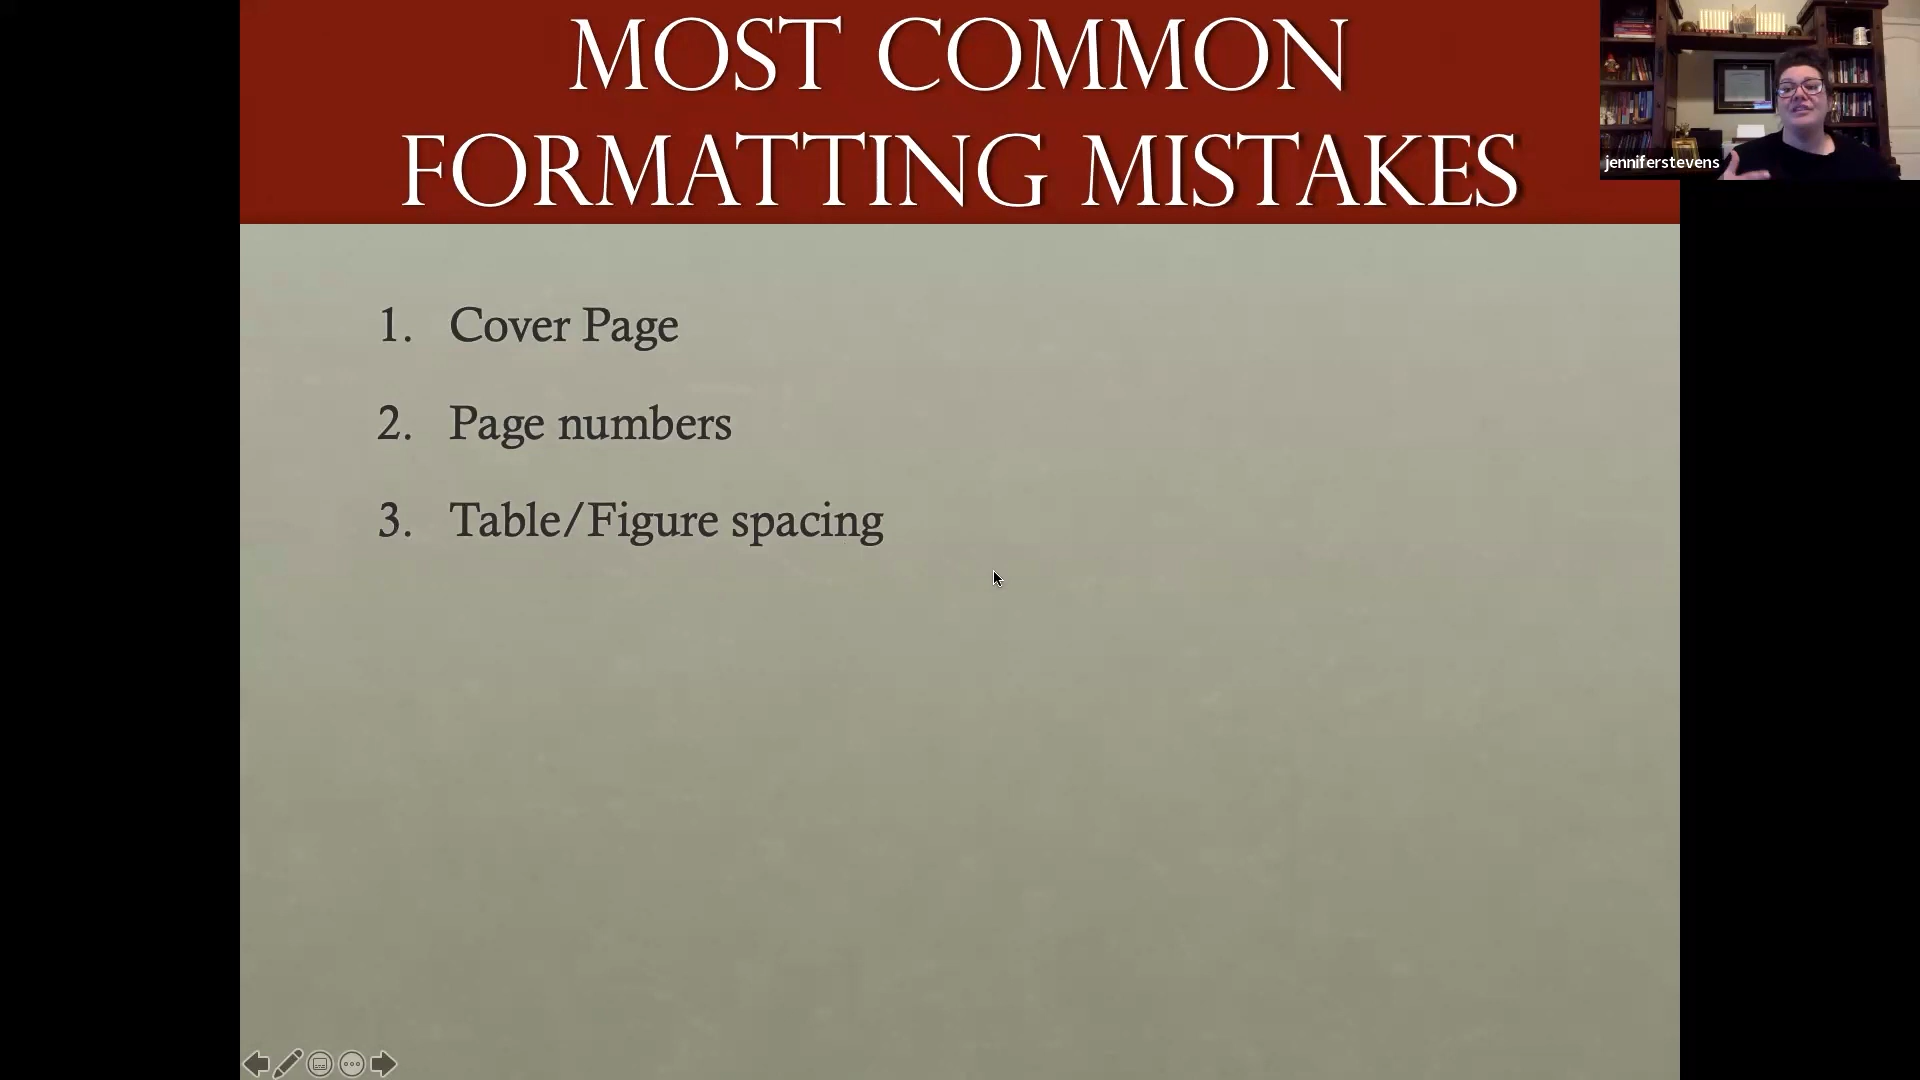 MOST COMMON
FORMATTING MISTAKES
jenniferstevens
1. Cover Page
2. Page numbers
3. Table/Figure spacing